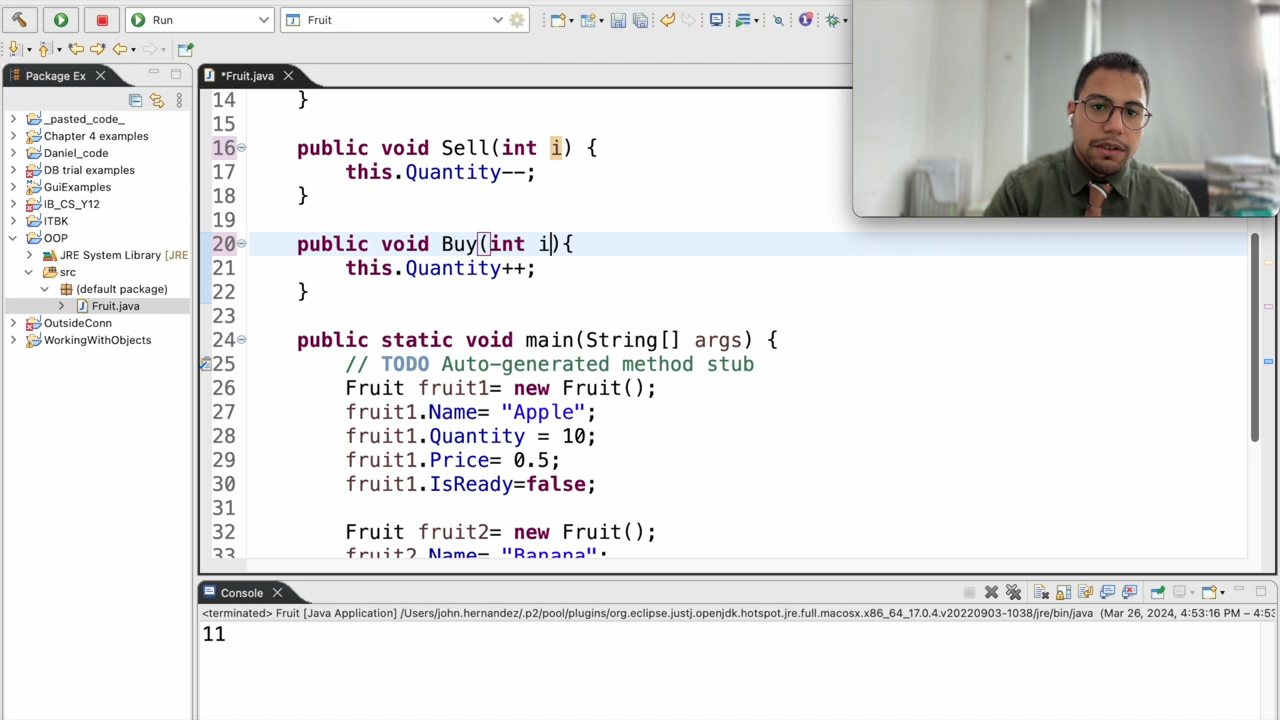 Run
Fruit
Package Ex
*Fruit.java
_pasted_code_
Chapter 4 examples
Daniel_code
DB trial examples
GuiExamples
IB_CS_Y12
ITBK
OOP
JRE System Library [JRE
src
(default package)
Fruit.java
OutsideConn
WorkingWithObjects
14 }
15
16 public void Sell(int i) {
17 this.Quantity--;
18 }
19
20 public void Buy(int i){
21 this.Quantity++;
22 }
23
24 public static void main(String[] args) {
25 // TODO Auto-generated method stub
26 Fruit fruit1= new Fruit();
27 fruit1.Name= "Apple";
28 fruit1.Quantity = 10;
29 fruit1.Price= 0.5;
30 fruit1.IsReady=false;
31
32 Fruit fruit2= new Fruit();
33 fruit2.Name= "Banana";
Console
<terminated> Fruit [Java Application] /Users/john.hernandez/.p2/pool/plugins/org.eclipse.justj.openjdk.hotspot.jre.full.macosx.x86_64_17.0.4.v20220903-1038/jre/bin/java (Mar 26, 2024, 4:53:16 PM – 4:53
11